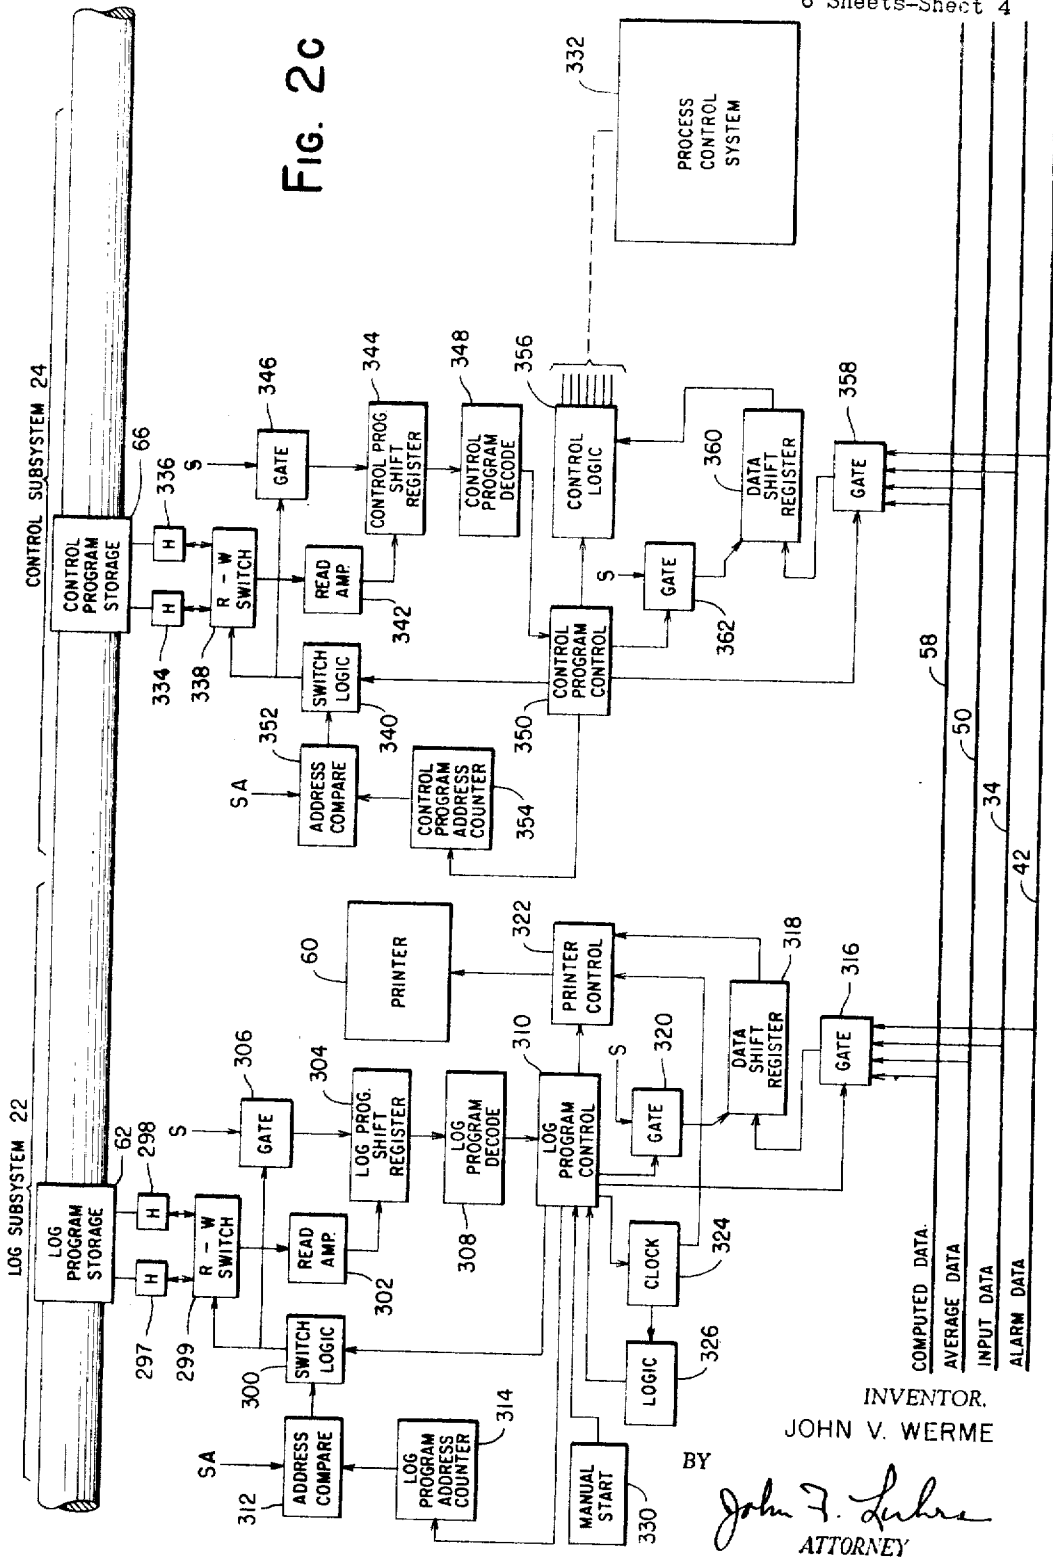 6 Sheets-Sheet 4
FIG. 2c
LOG SUBSYSTEM 22
LOG
PROGRAM
STORAGE
62
H
H
297
298
R - W
SWITCH
299
S
GATE
306
READ
AMP.
302
SWITCH
LOGIC
300
SA
ADDRESS
COMPARE
312
LOG
PROGRAM
ADDRESS
COUNTER
314
LOG PROG.
SHIFT
REGISTER
304
LOG
PROGRAM
DECODE
308
LOG
PROGRAM
CONTROL
310
PRINTER
60
PRINTER
CONTROL
322
S
GATE
320
DATA
SHIFT
REGISTER
318
GATE
316
CLOCK
324
LOGIC
326
MANUAL
START
330
CONTROL SUBSYSTEM 24
CONTROL
PROGRAM
STORAGE
66
H
H
334
336
R - W
SWITCH
338
S
GATE
346
READ
AMP.
342
SWITCH
LOGIC
340
SA
ADDRESS
COMPARE
352
CONTROL
PROGRAM
ADDRESS
COUNTER
354
CONTROL PROG
SHIFT
REGISTER
344
CONTROL
PROGRAM
DECODE
348
CONTROL
PROGRAM
CONTROL
350
CONTROL
LOGIC
356
S
GATE
362
DATA
SHIFT
REGISTER
360
GATE
358
PROCESS
CONTROL
SYSTEM
332
COMPUTED DATA.
58
AVERAGE DATA
50
INPUT DATA
34
ALARM DATA
42
INVENTOR.
JOHN V. WERME
BY
John F. Luhrs
ATTORNEY